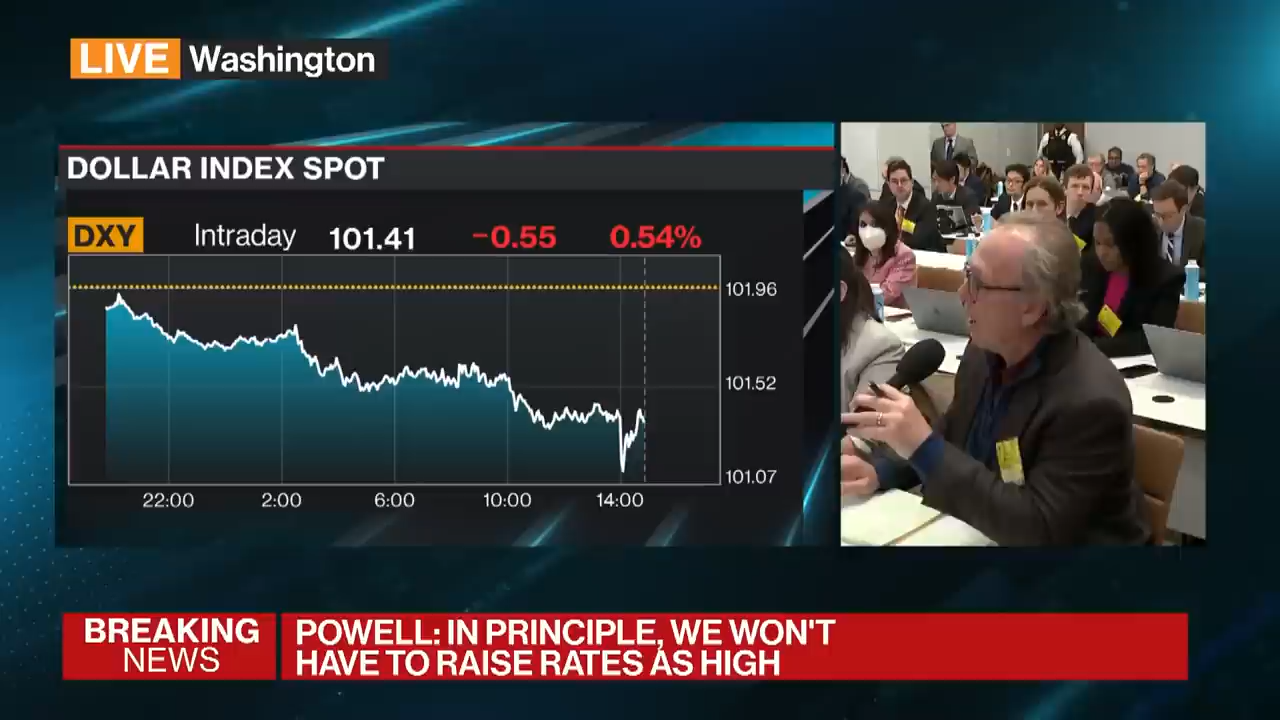 LIVE Washington
DOLLAR INDEX SPOT
DXY Intraday 101.41 −0.55 0.54%
101.96
101.52
101.07
22:00 2:00 6:00 10:00 14:00
BREAKING NEWS
POWELL: IN PRINCIPLE, WE WON'T
HAVE TO RAISE RATES AS HIGH